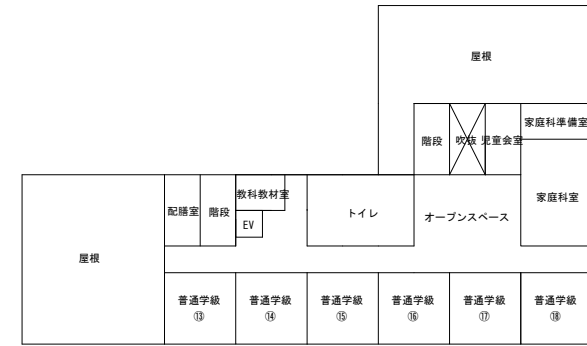 屋根
階段
吹抜
児童会室
家庭科準備室
教科教材室
配膳室
階段
トイレ
オープンスペース
家庭科室
EV
屋根
普通学級
⑬
普通学級
⑭
普通学級
⑮
普通学級
⑯
普通学級
⑰
普通学級
⑱